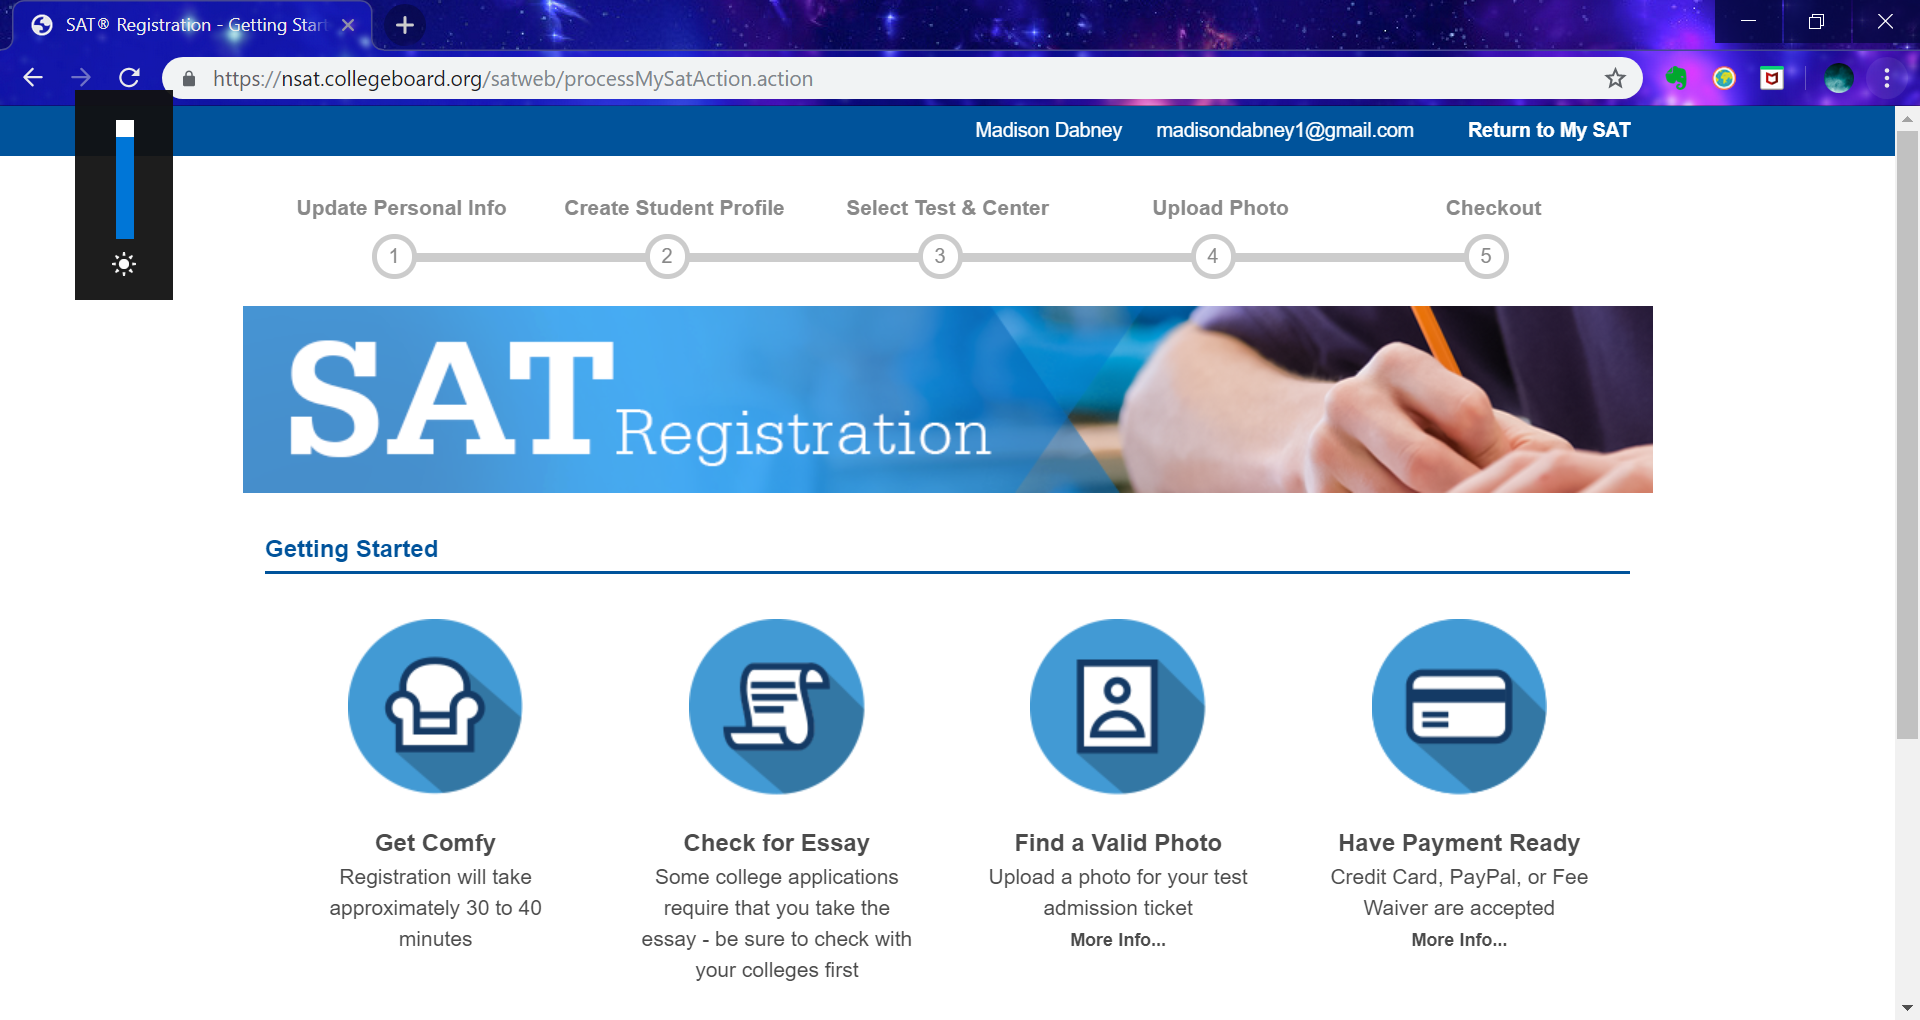 SAT® Registration - Getting Star
https://nsat.collegeboard.org/satweb/processMySatAction.action
Madison Dabney madisondabney1@gmail.com Return to My SAT
Update Personal Info Create Student Profile Select Test & Center Upload Photo Checkout
1 2 3 4 5
SAT Registration
Getting Started
Get Comfy
Registration will take
approximately 30 to 40
minutes
Check for Essay
Some college applications
require that you take the
essay - be sure to check with
your colleges first
Find a Valid Photo
Upload a photo for your test
admission ticket
More Info...
Have Payment Ready
Credit Card, PayPal, or Fee
Waiver are accepted
More Info...